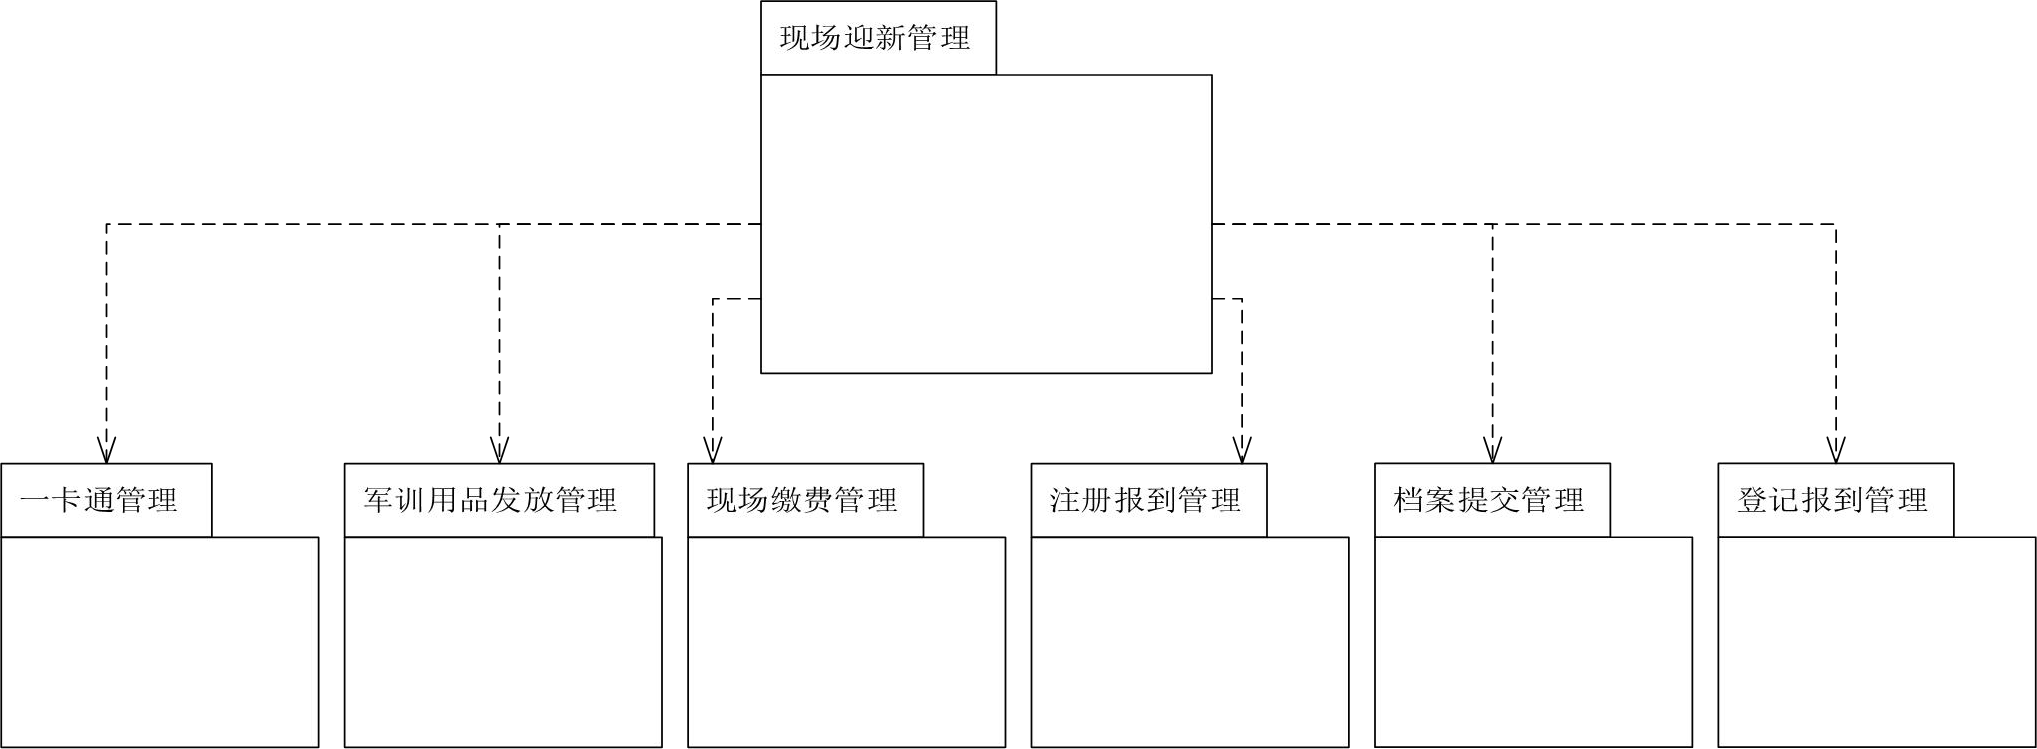 现场迎新管理
一卡通管理
军训用品发放管理
现场缴费管理
注册报到管理
档案提交管理
登记报到管理